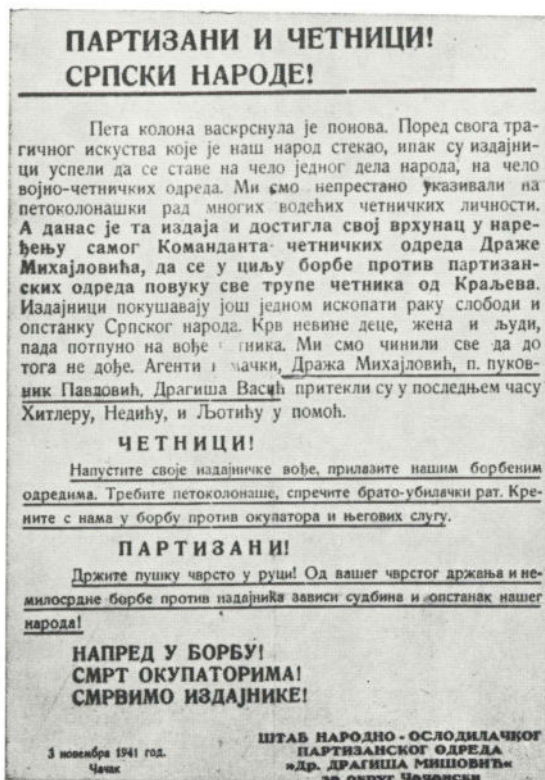 ПАРТИЗАНИ И ЧЕТНИЦИ!
СРПСКИ НАРОДЕ!
Пета колона васкрснула је понова. Поред свога тра-
гичног искуства које је наш народ стекао, ипак су издајни-
ци успели да се ставе на чело једног дела народа, на чело
војно-четничких одреда. Ми смо непрестано указивали на
петоколонашки рад многих водећих четничких личности.
А данас је та издаја и достигла свој врхунац у наре-
ђењу самог Команданта четничких одреда Драже
Михајловића, да се у циљу борбе против партизан-
ских одреда повуку све трупе четника од Краљева.
Издајници покушавају још једном ископати раку слободи и
опстанку Српског народа. Крв невине деце, жена и људи,
пада потпуно на вође
тога не дође. Агенти Дража Михајловић, п. пуков-
ник Павловић, Драгиша Васић притекли су у последњем часу
Хитлеру, Недићу, и Љотићу у помоћ.
ЧЕТНИЦИ!
Напустите своје издајничке вође, прилазите нашим борбеним
одредима. Требите петоколонаше, спречите брато-убилачки рат. Кре-
ните с нама у борбу против окупатора и његових слугу.
ПАРТИЗАНИ!
Држите пушку чврсто у руци! Од вашег чврстог држања и не-
милосрдне борбе против издајника зависи судбина и опстанак нашег
народа!
НАПРЕД У БОРБУ!
СМРТ ОКУПАТОРИМА!
СМРВИМО ИЗДАЈНИКЕ!
3 новембра 1941 год.
Чачак
ШТАБ НАРОДНО - ОСЛОДИЛАЧКОГ
ПАРТИЗАНСКОГ ОДРЕДА
»Др. ДРАГИША МИШОВИЋ«
за округ Чачански